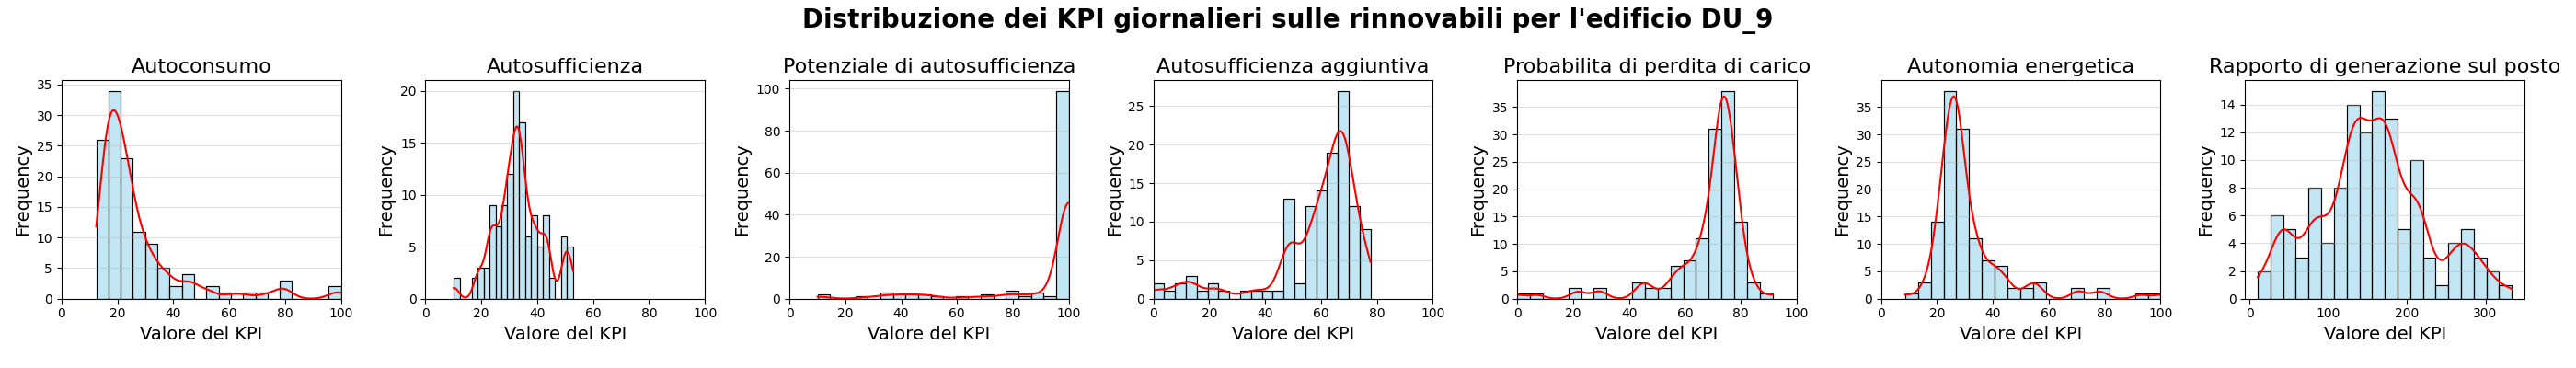 Distribuzione dei KPI giornalieri sulle rinnovabili per l'edificio DU_9
Autoconsumo
35
30
25
20
15
10
5
0
Frequency
0 20 40 60 80 100
Valore del KPI
Autosufficienza
20
15
10
5
0
Frequency
0 20 40 60 80 100
Valore del KPI
Potenziale di autosufficienza
100
80
60
40
20
0
Frequency
0 20 40 60 80 100
Valore del KPI
Autosufficienza aggiuntiva
25
20
15
10
5
0
Frequency
0 20 40 60 80 100
Valore del KPI
Probabilita di perdita di carico
35
30
25
20
15
10
5
0
Frequency
0 20 40 60 80 100
Valore del KPI
Autonomia energetica
35
30
25
20
15
10
5
0
Frequency
0 20 40 60 80 100
Valore del KPI
Rapporto di generazione sul posto
14
12
10
8
6
4
2
0
Frequency
0 100 200 300
Valore del KPI